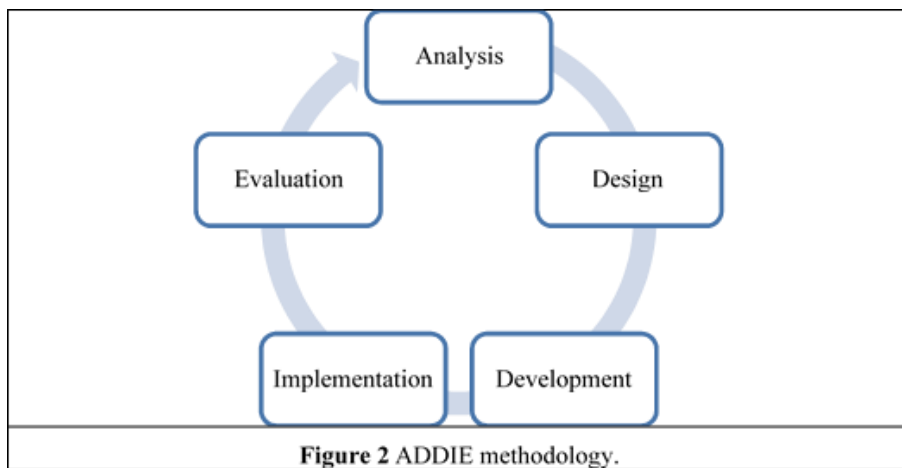 Analysis
Evaluation
Design
Implementation
Development
Figure 2 ADDIE methodology.